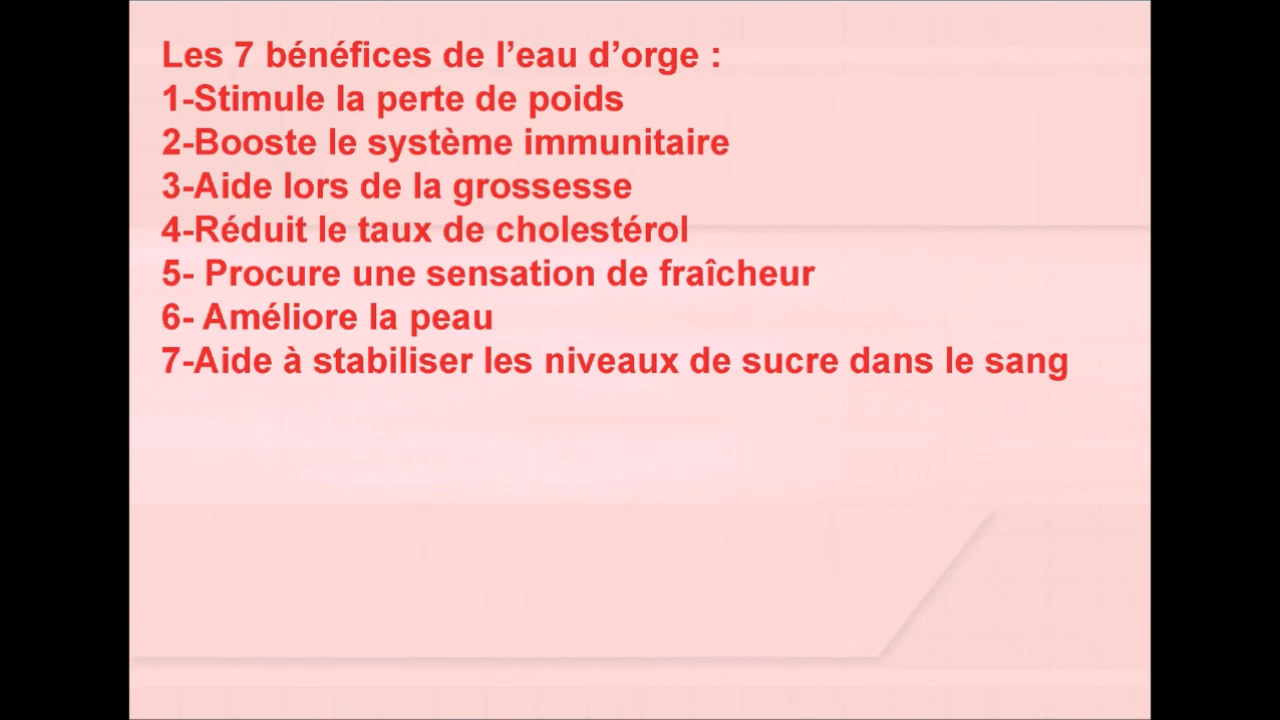 Les 7 bénéfices de l’eau d’orge :
1-Stimule la perte de poids
2-Booste le système immunitaire
3-Aide lors de la grossesse
4-Réduit le taux de cholestérol
5- Procure une sensation de fraîcheur
6- Améliore la peau
7-Aide à stabiliser les niveaux de sucre dans le sang